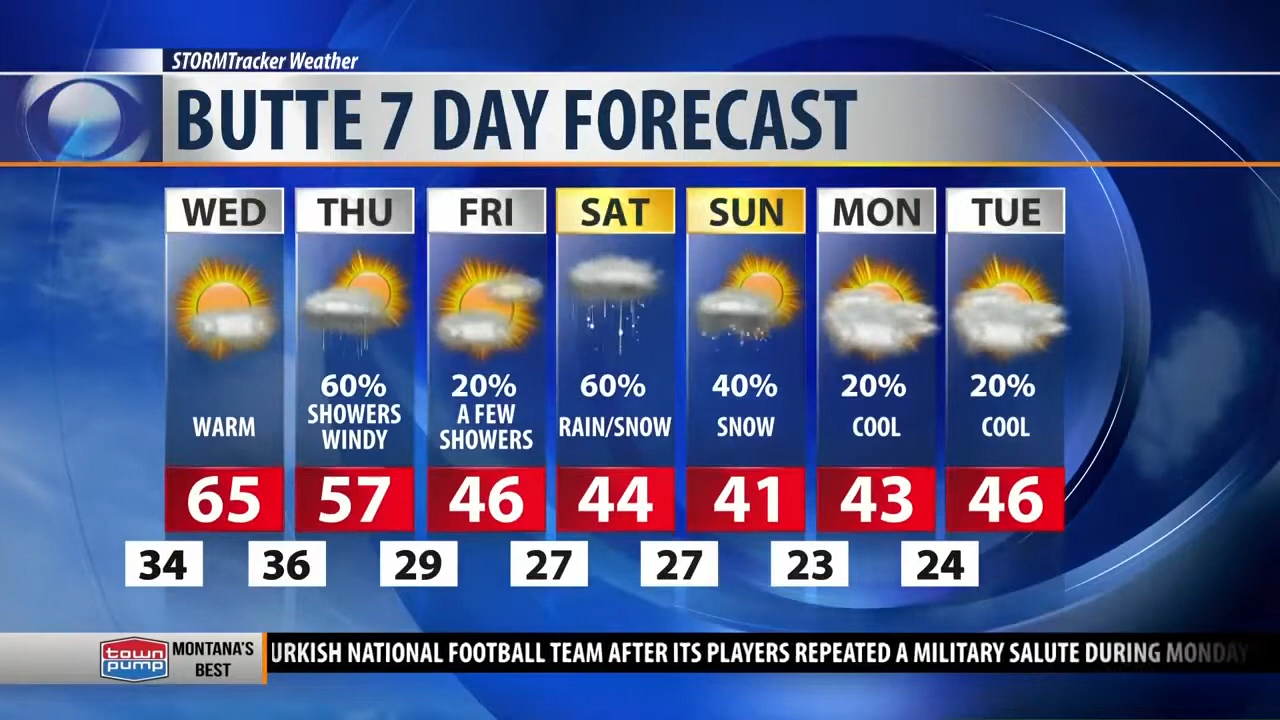 STORMTracker Weather
BUTTE 7 DAY FORECAST
WED THU FRI SAT SUN MON TUE
60% 20% 60% 40% 20% 20%
WARM SHOWERS WINDY A FEW SHOWERS RAIN/SNOW SNOW COOL COOL
65 57 46 44 41 43 46
34 36 29 27 27 23 24
town pump
MONTANA'S BEST
URKISH NATIONAL FOOTBALL TEAM AFTER ITS PLAYERS REPEATED A MILITARY SALUTE DURING MONDAY